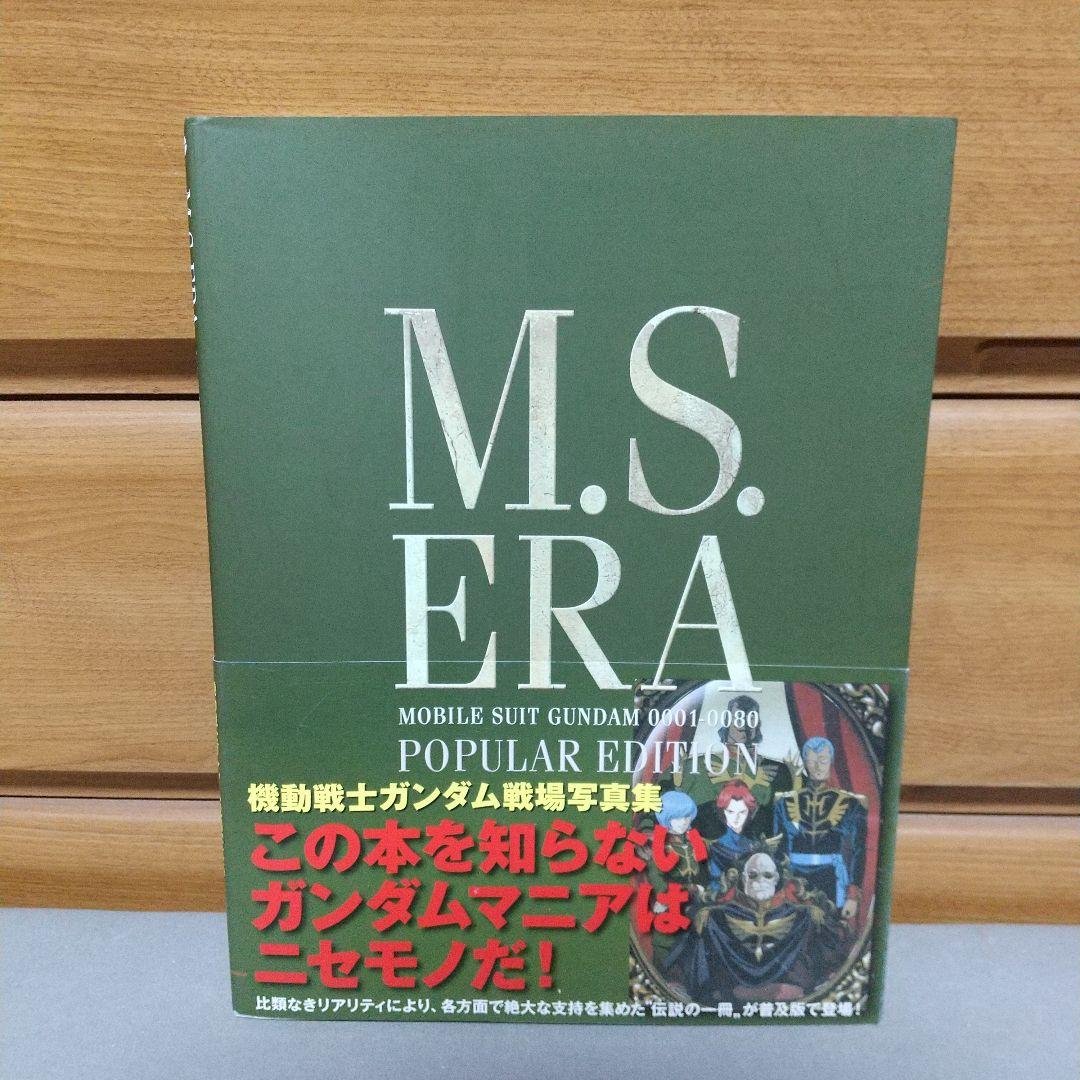 M.S.
ERA
MOBILE SUIT GUNDAM 0001-0080
POPULAR EDITION
機動戦士ガンダム戦場写真集
この本を知らない
ガンダムマニアは
ニセモノだ!
比類なきリアリティにより、各方面で絶大な支持を集めた"伝説の一冊〟が普及版で登場!